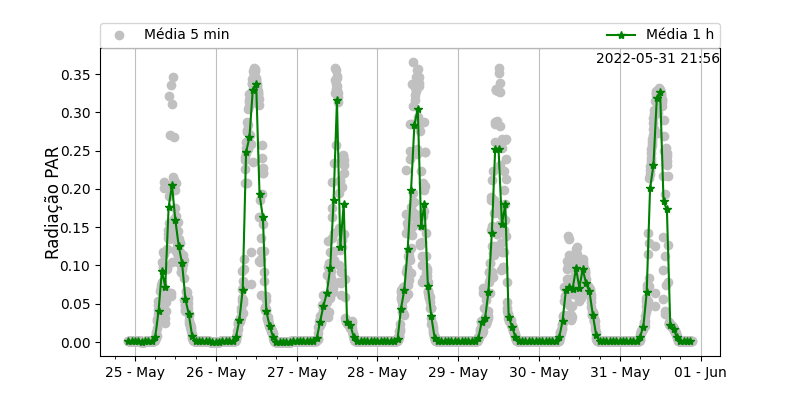 Média 5 min
Média 1 h
2022-05-31 21:56
Radiação PAR
0.35
0.30
0.25
0.20
0.15
0.10
0.05
0.00
25 - May
26 - May
27 - May
28 - May
29 - May
30 - May
31 - May
01 - Jun